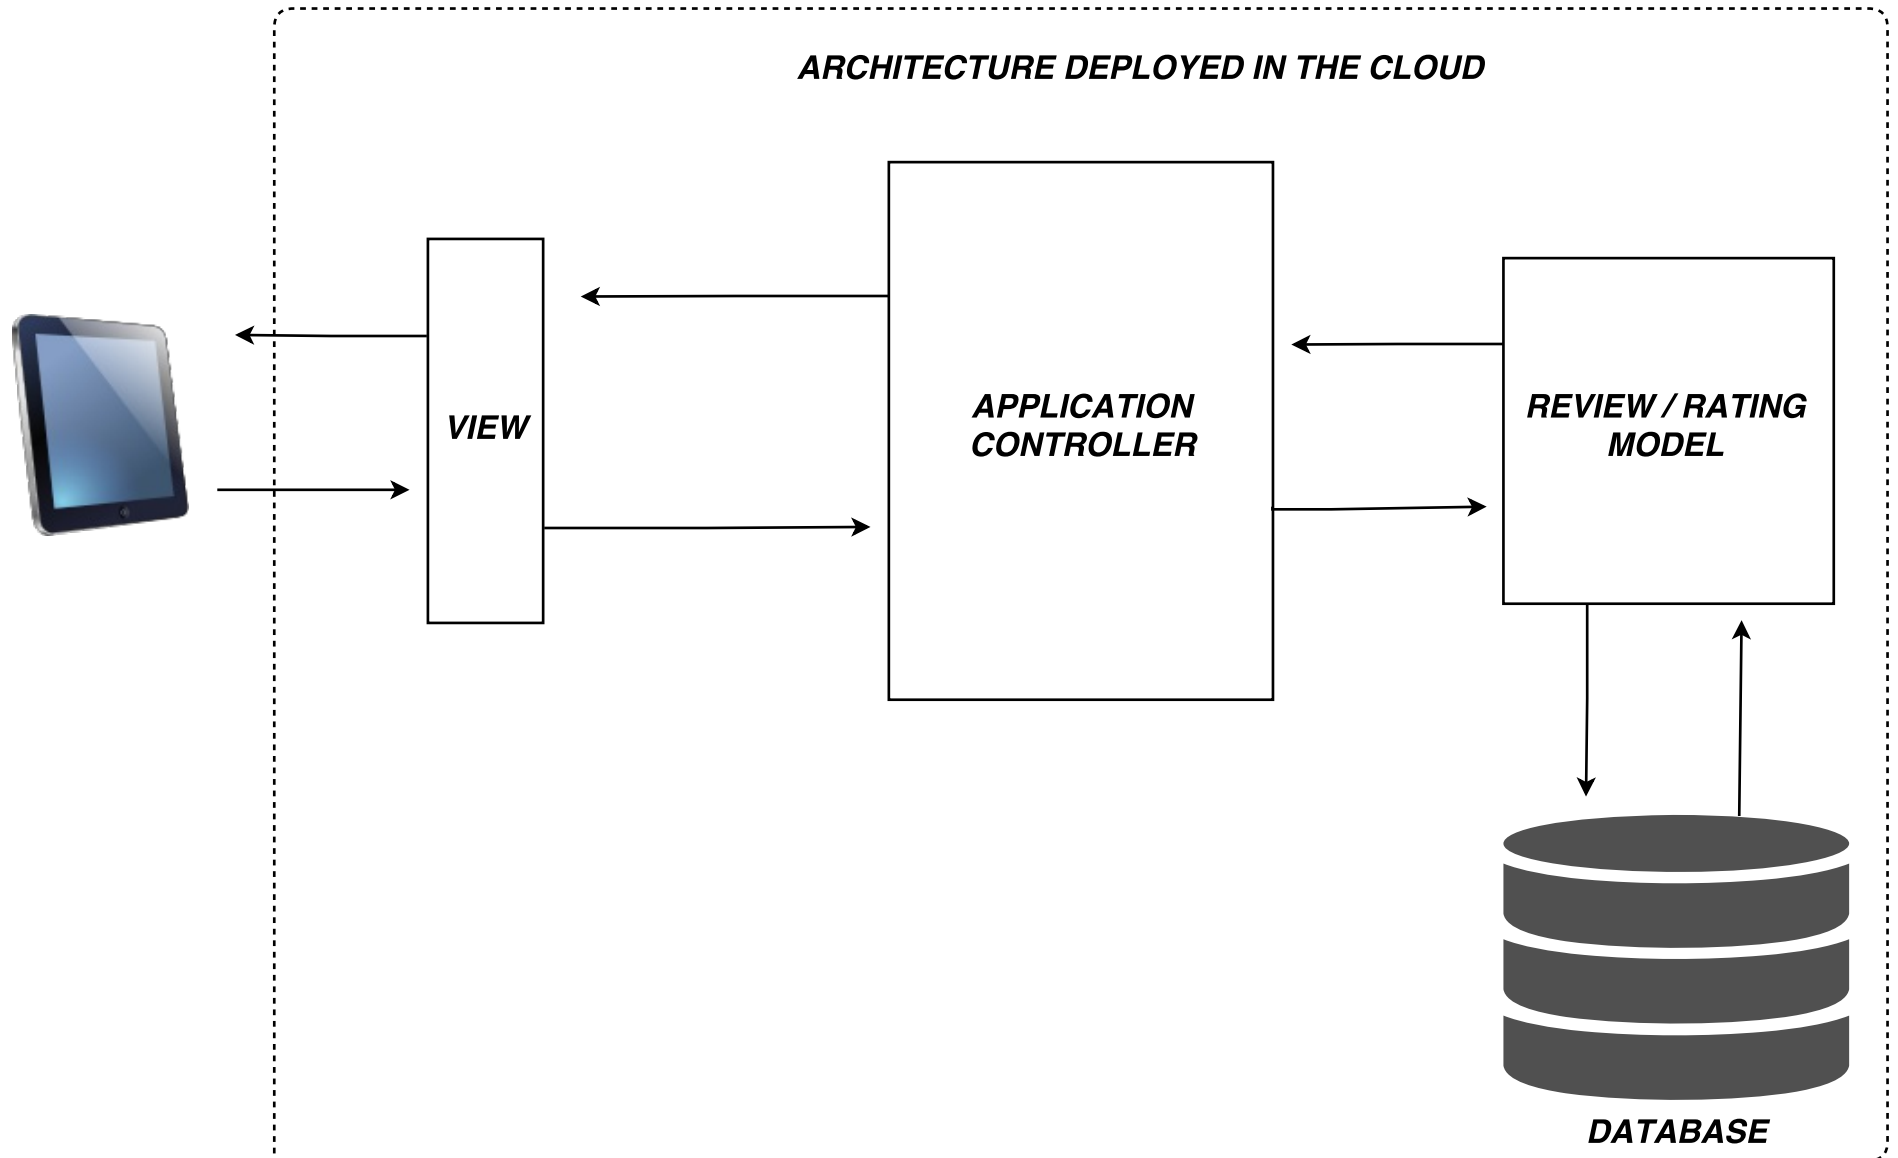 ARCHITECTURE DEPLOYED IN THE CLOUD
VIEW
APPLICATION
CONTROLLER
REVIEW / RATING
MODEL
DATABASE